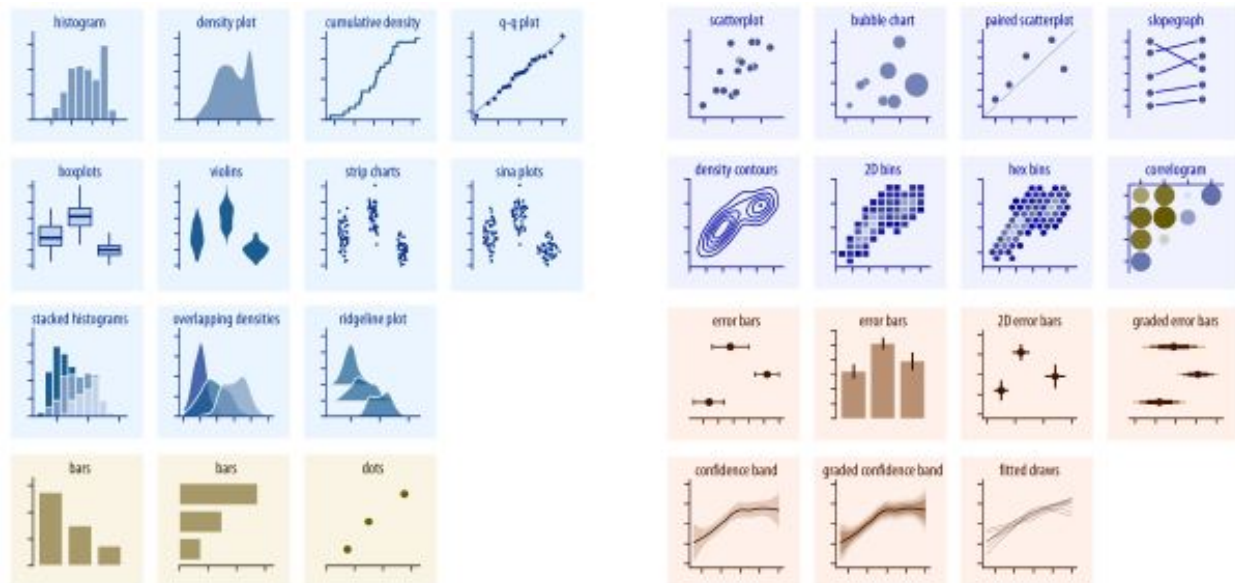 histogram
density plot
cumulative density
q-q plot
scatterplot
bubble chart
paired scatterplot
slopegraph
boxplots
violins
strip charts
sina plots
density contours
2D bins
hex bins
correlogram
stacked histograms
overlapping densities
ridgeline plot
error bars
error bars
2D error bars
graded error bars
bars
bars
dots
confidence band
graded confidence band
fitted draws